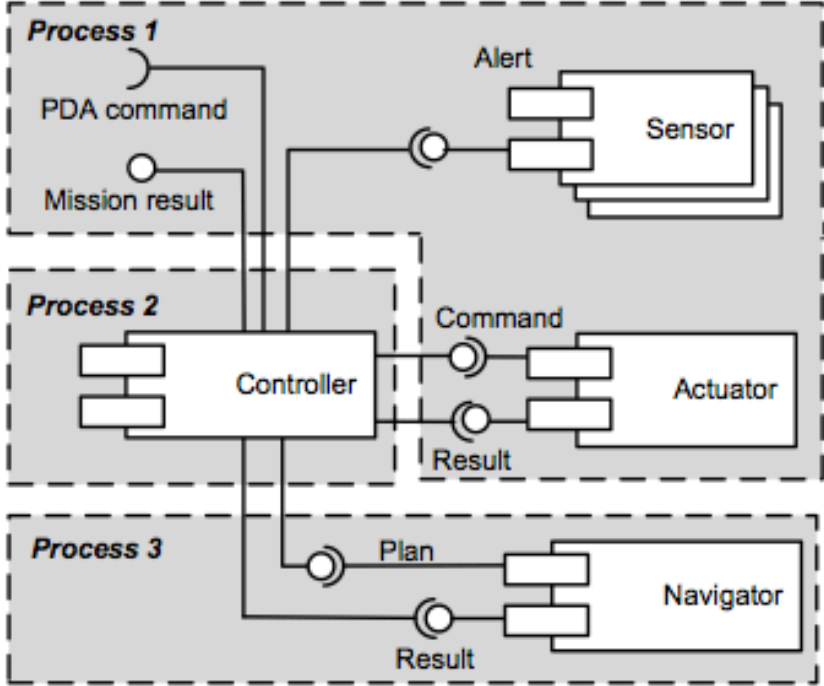 Process 1
Alert
PDA command
Sensor
Mission result
Process 2
Command
Controller
Actuator
Result
Process 3
Plan
Navigator
Result